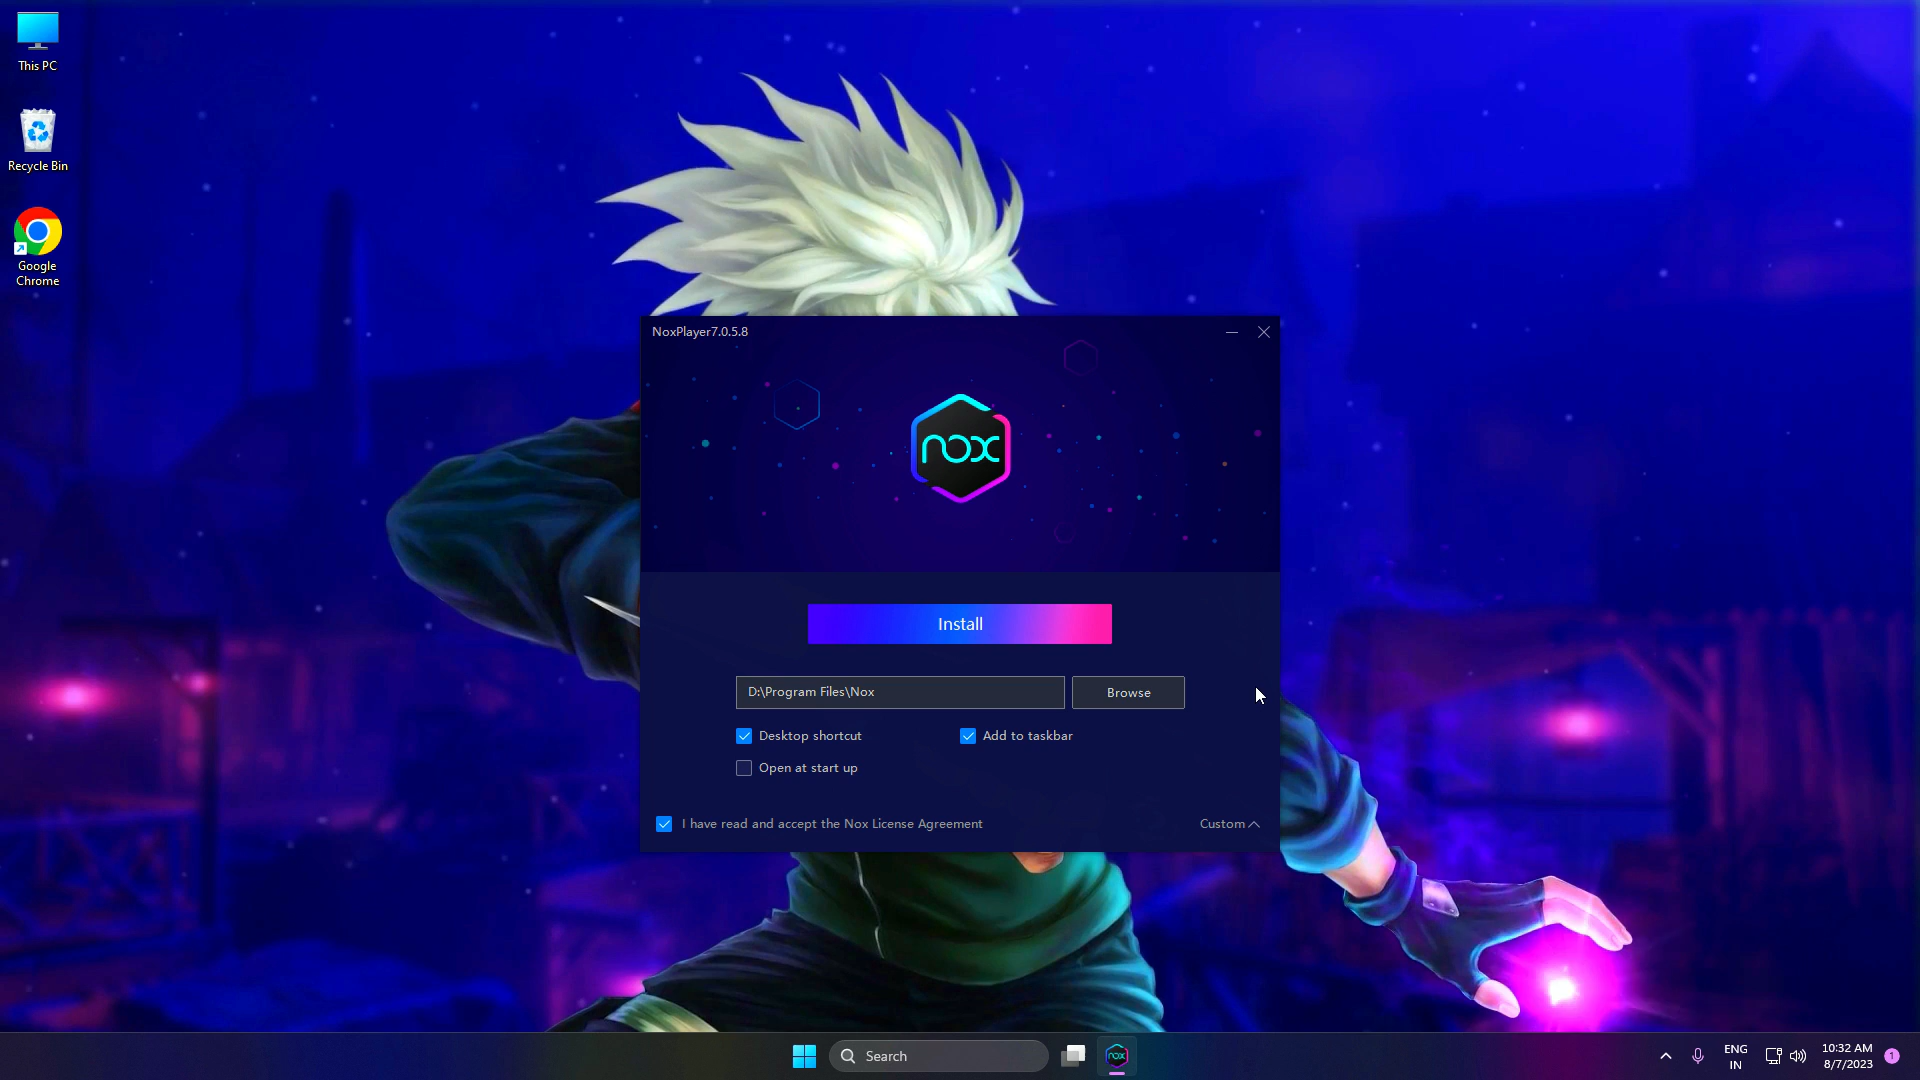 This PC
Recycle Bin
Google
Chrome
NoxPlayer7.0.5.8
nox
Install
D:\Program Files\Nox
Browse
Desktop shortcut
Add to taskbar
Open at start up
I have read and accept the Nox License Agreement
Custom
Search
nox
ENG
IN
10:32 AM
8/7/2023
1